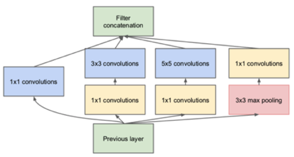 Filter
concatenation
3x3 convolutions
5x5 convolutions
1x1 convolutions
1x1 convolutions
1x1 convolutions
1x1 convolutions
3x3 max pooling
Previous layer